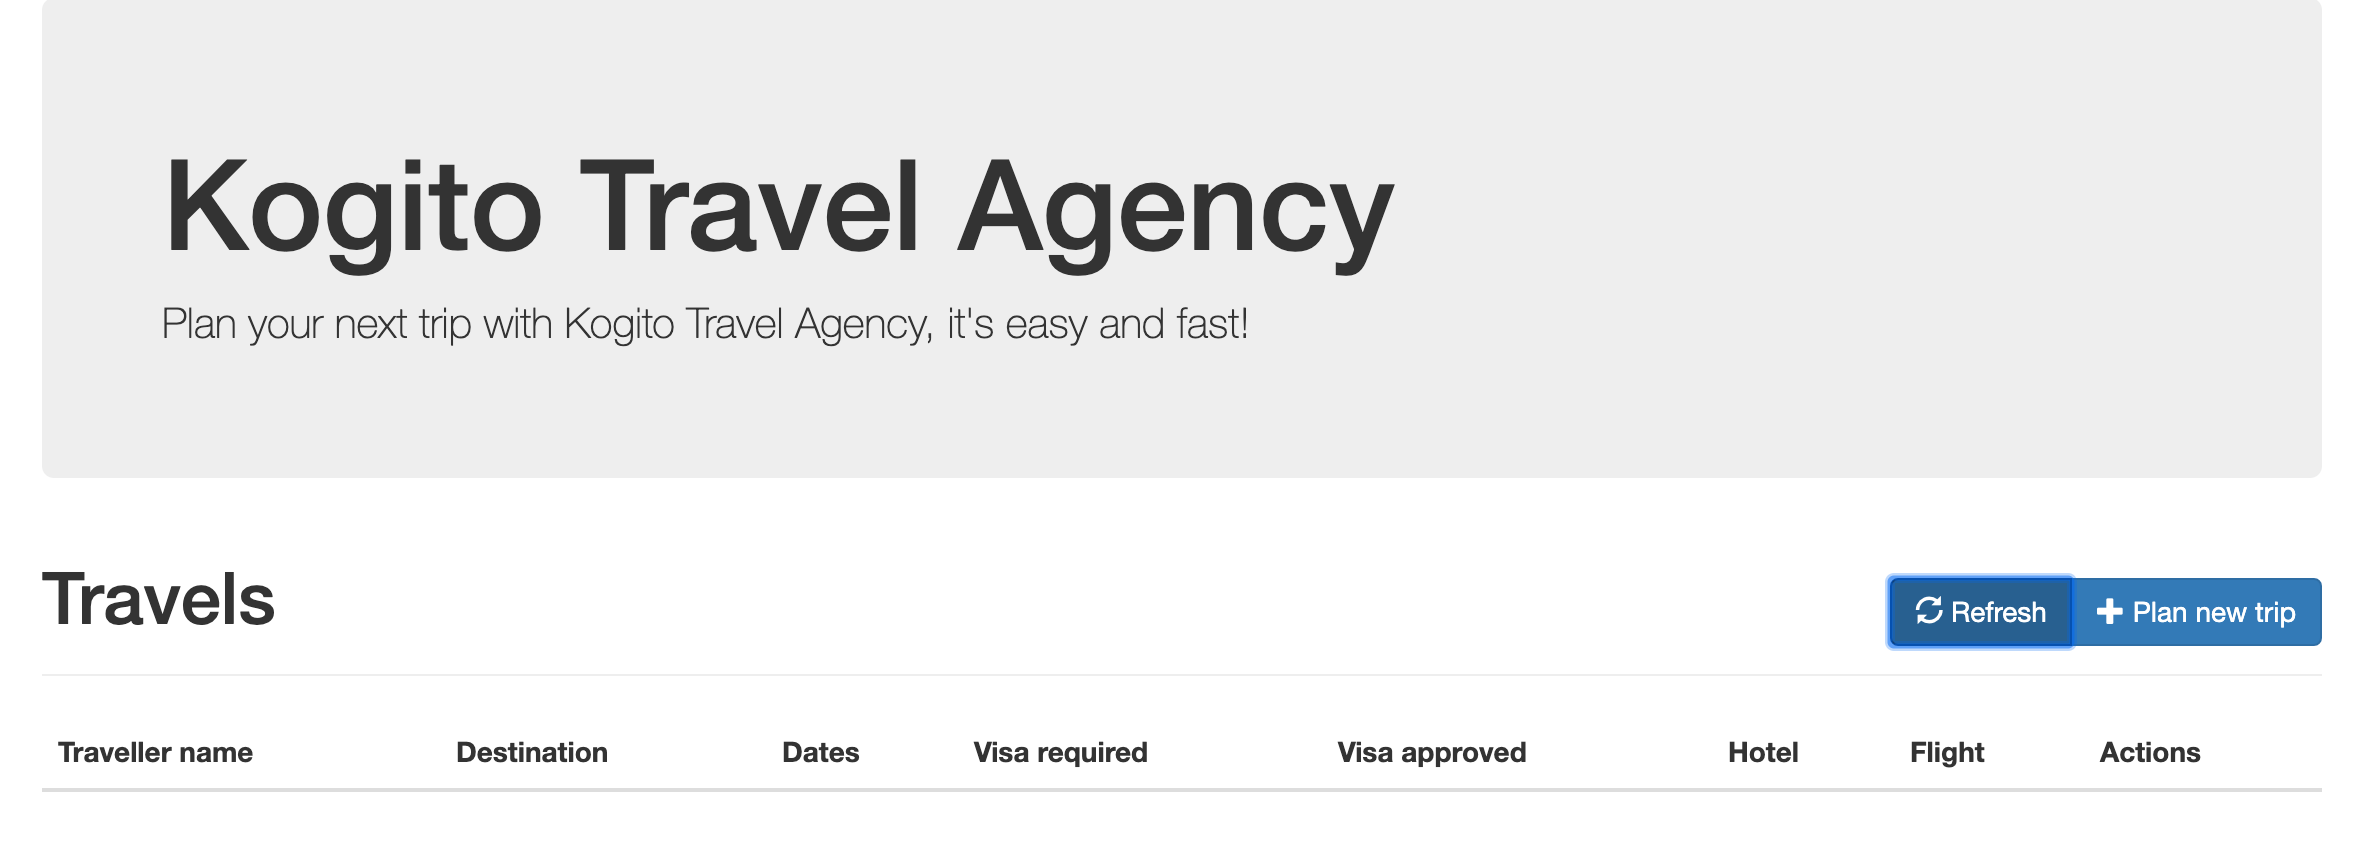 Kogito Travel Agency
Plan your next trip with Kogito Travel Agency, it's easy and fast!
Travels
Refresh
Plan new trip
Traveller name Destination Dates Visa required Visa approved Hotel Flight Actions